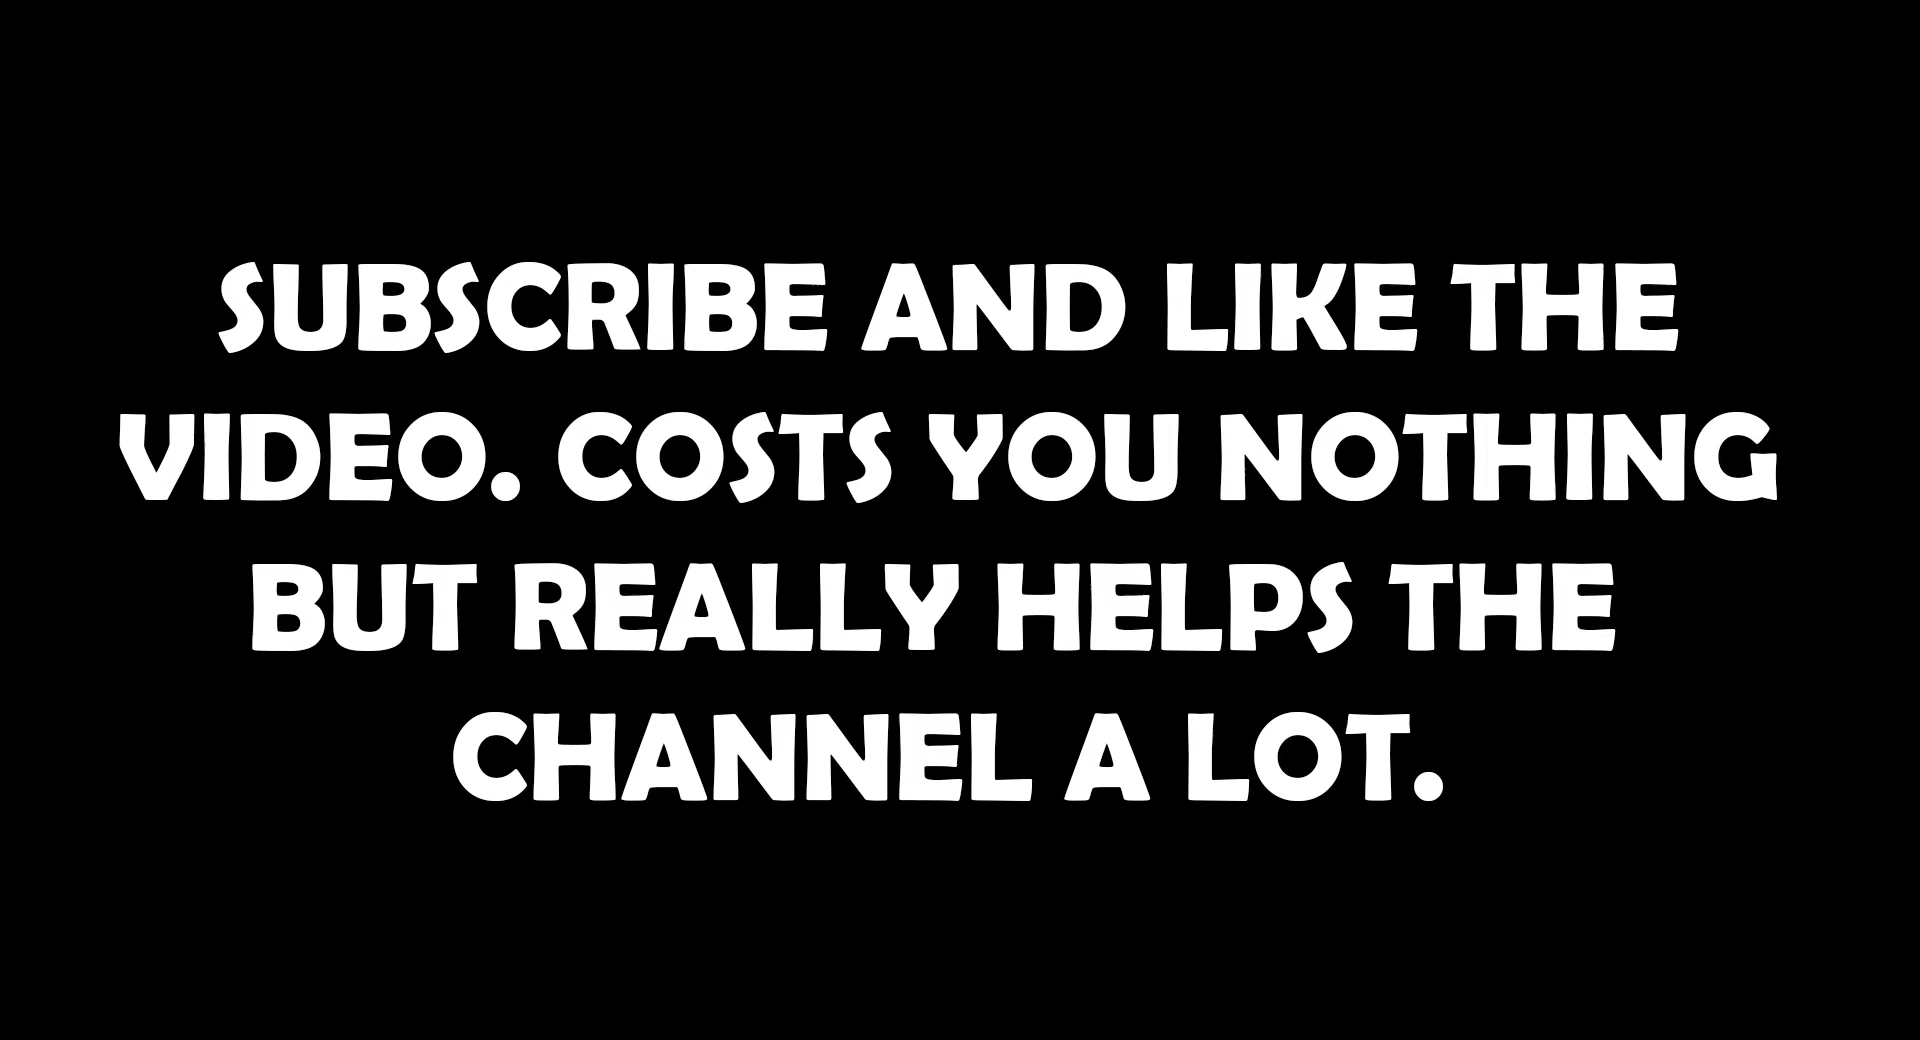 SUBSCRIBE AND LIKE THE
VIDEO. COSTS YOU NOTHING
BUT REALLY HELPS THE
CHANNEL A LOT.